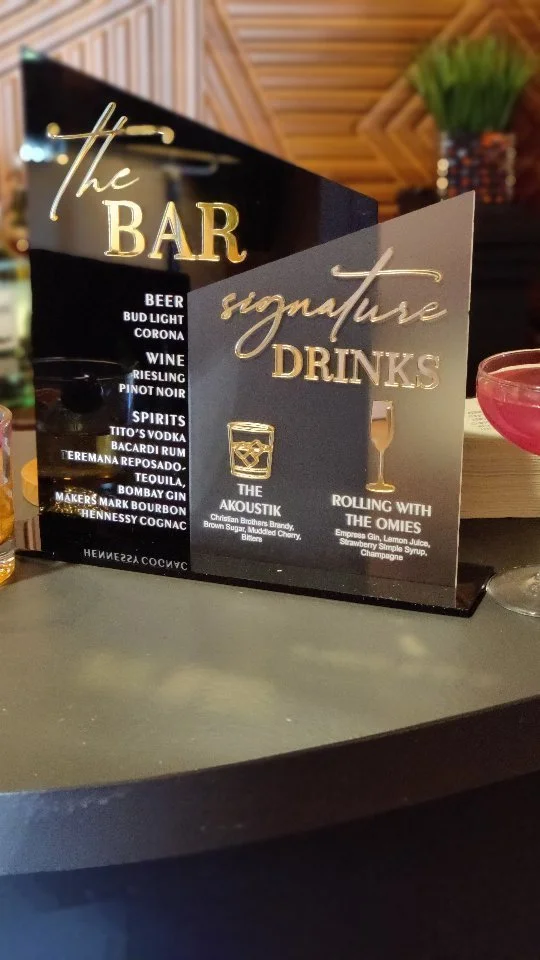 the
BAR
BEER
BUD LIGHT
CORONA
WINE
RIESLING
PINOT NOIR
SPIRITS
TITO'S VODKA
BACARDI RUM
TEREMANA REPOSADO-
TEQUILA,
BOMBAY GIN
MAKERS MARK BOURBON
HENNESSY COGNAC
HENNESSY COGNAC
signature
DRINKS
THE
AKOUSTIK
Christian Brothers Brandy,
Brown Sugar, Muddled Cherry,
Bitters
ROLLING WITH
THE OMIES
Empress Gin, Lemon Juice,
Strawberry Simple Syrup,
Champagne